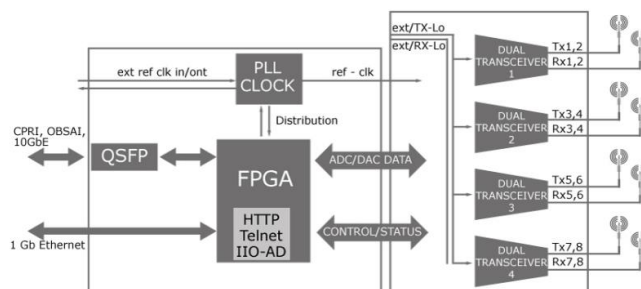 ext/TX-Lo
ext/RX-Lo
ext ref clk in/ont
PLL
CLOCK
ref - clk
Distribution
CPRI, OBSAI,
10GbE
QSFP
FPGA
ADC/DAC DATA
HTTP
Telnet
IIO-AD
CONTROL/STATUS
1 Gb Ethernet
DUAL
TRANSCEIVER
1
Tx1,2
Rx1,2
DUAL
TRANSCEIVER
2
Tx3,4
Rx3,4
DUAL
TRANSCEIVER
3
Tx5,6
Rx5,6
DUAL
TRANSCEIVER
4
Tx7,8
Rx7,8